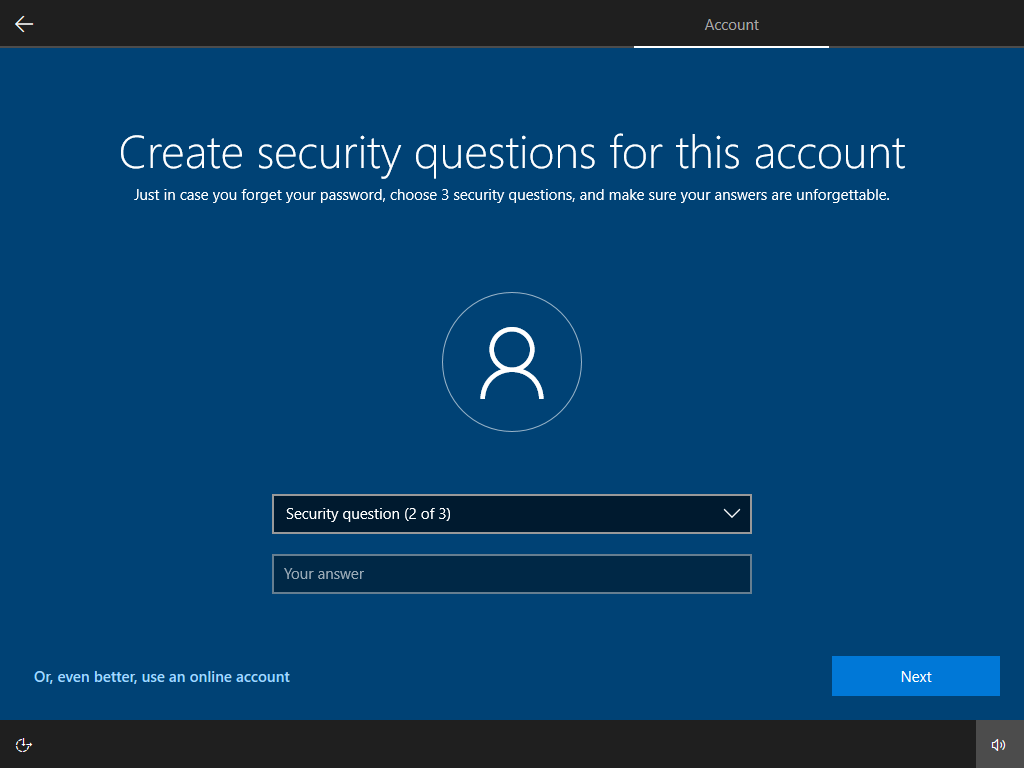 Account
Create security questions for this account
Just in case you forget your password, choose 3 security questions, and make sure your answers are unforgettable.
Security question (2 of 3)
Your answer
Or, even better, use an online account
Next